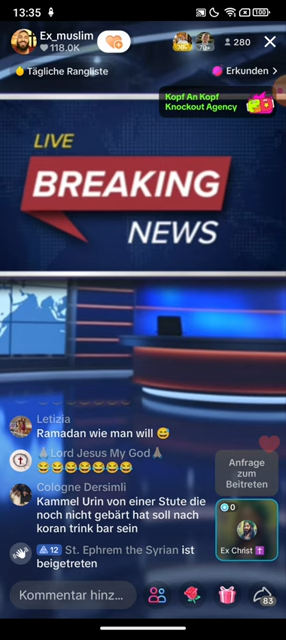 13:35
100
Ex_muslim
118.0K
280
Tägliche Rangliste
Erkunden
Kopf An Kopf
Knockout Agency
LIVE
BREAKING
NEWS
Letizia
Ramadan wie man will 😅
🙏Lord Jesus My God🙏
😂😂😂😂😂😂😂
Cologne Dersimli
Kammel Urin von einer Stute die
noch nicht gebärt hat soll nach
koran trink bar sein
12 St. Ephrem the Syrian ist
beigetreten
Anfrage
zum
Beitreten
0
Ex Christ ✝️
Kommentar hinz...
83